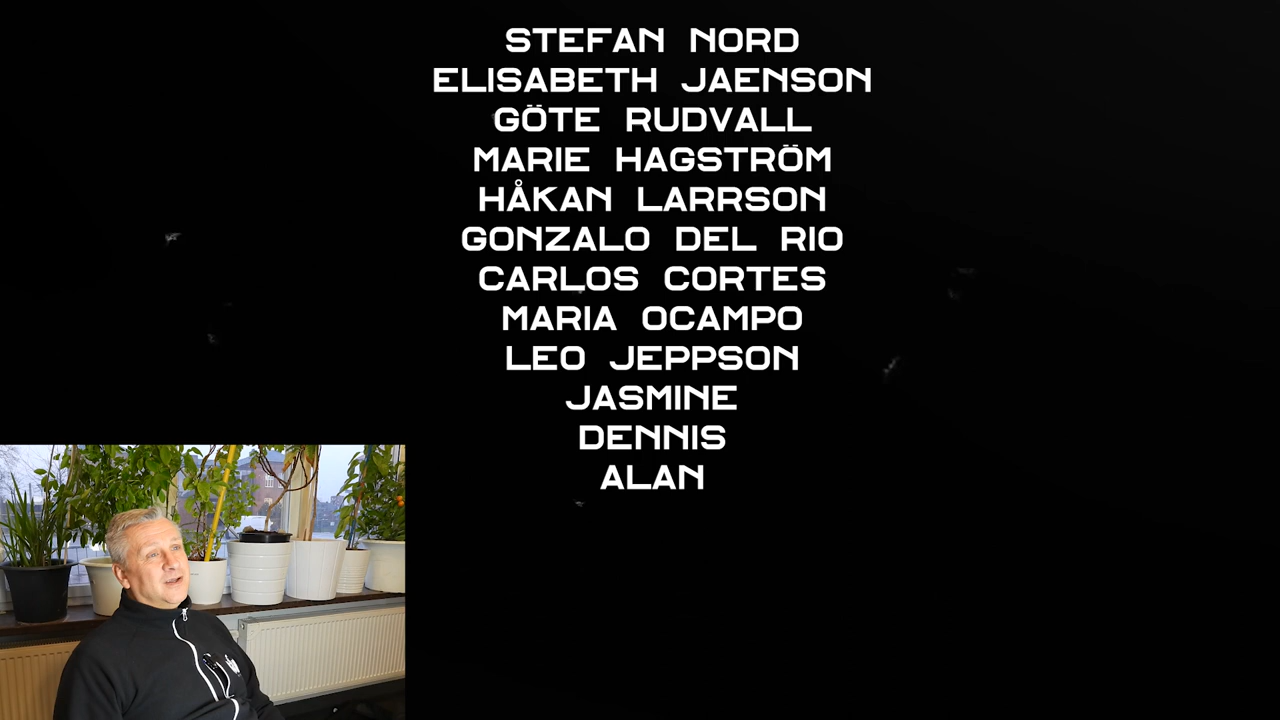 STEFAN NORD
ELISABETH JAENSON
GÖTE RUDVALL
MARIE HAGSTRÖM
HÅKAN LARRSON
GONZALO DEL RIO
CARLOS CORTES
MARIA OCAMPO
LEO JEPPSON
JASMINE
DENNIS
ALAN